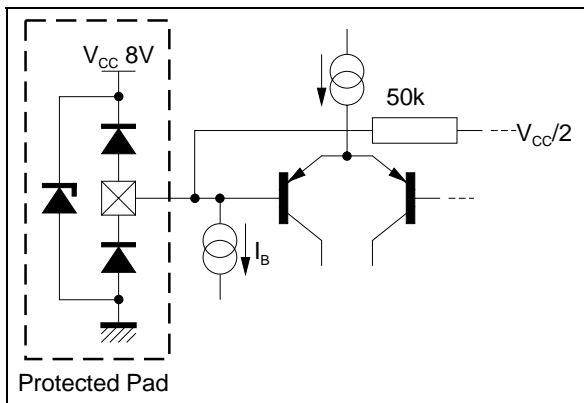 V_CC 8V
50k
V_CC/2
I_B
Protected Pad